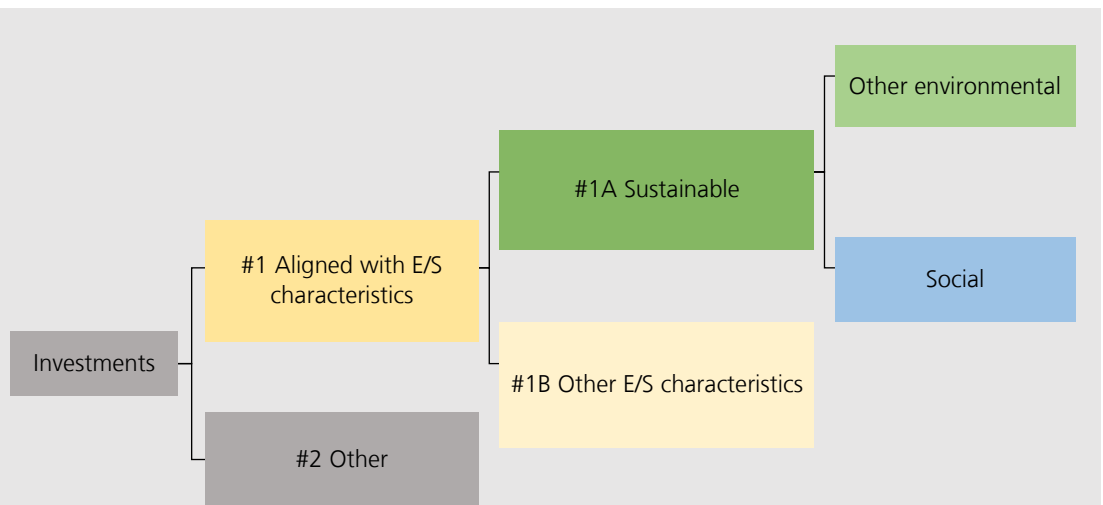 Other environmental
#1A Sustainable
#1 Aligned with E/S
characteristics
Social
Investments
#1B Other E/S characteristics
#2 Other